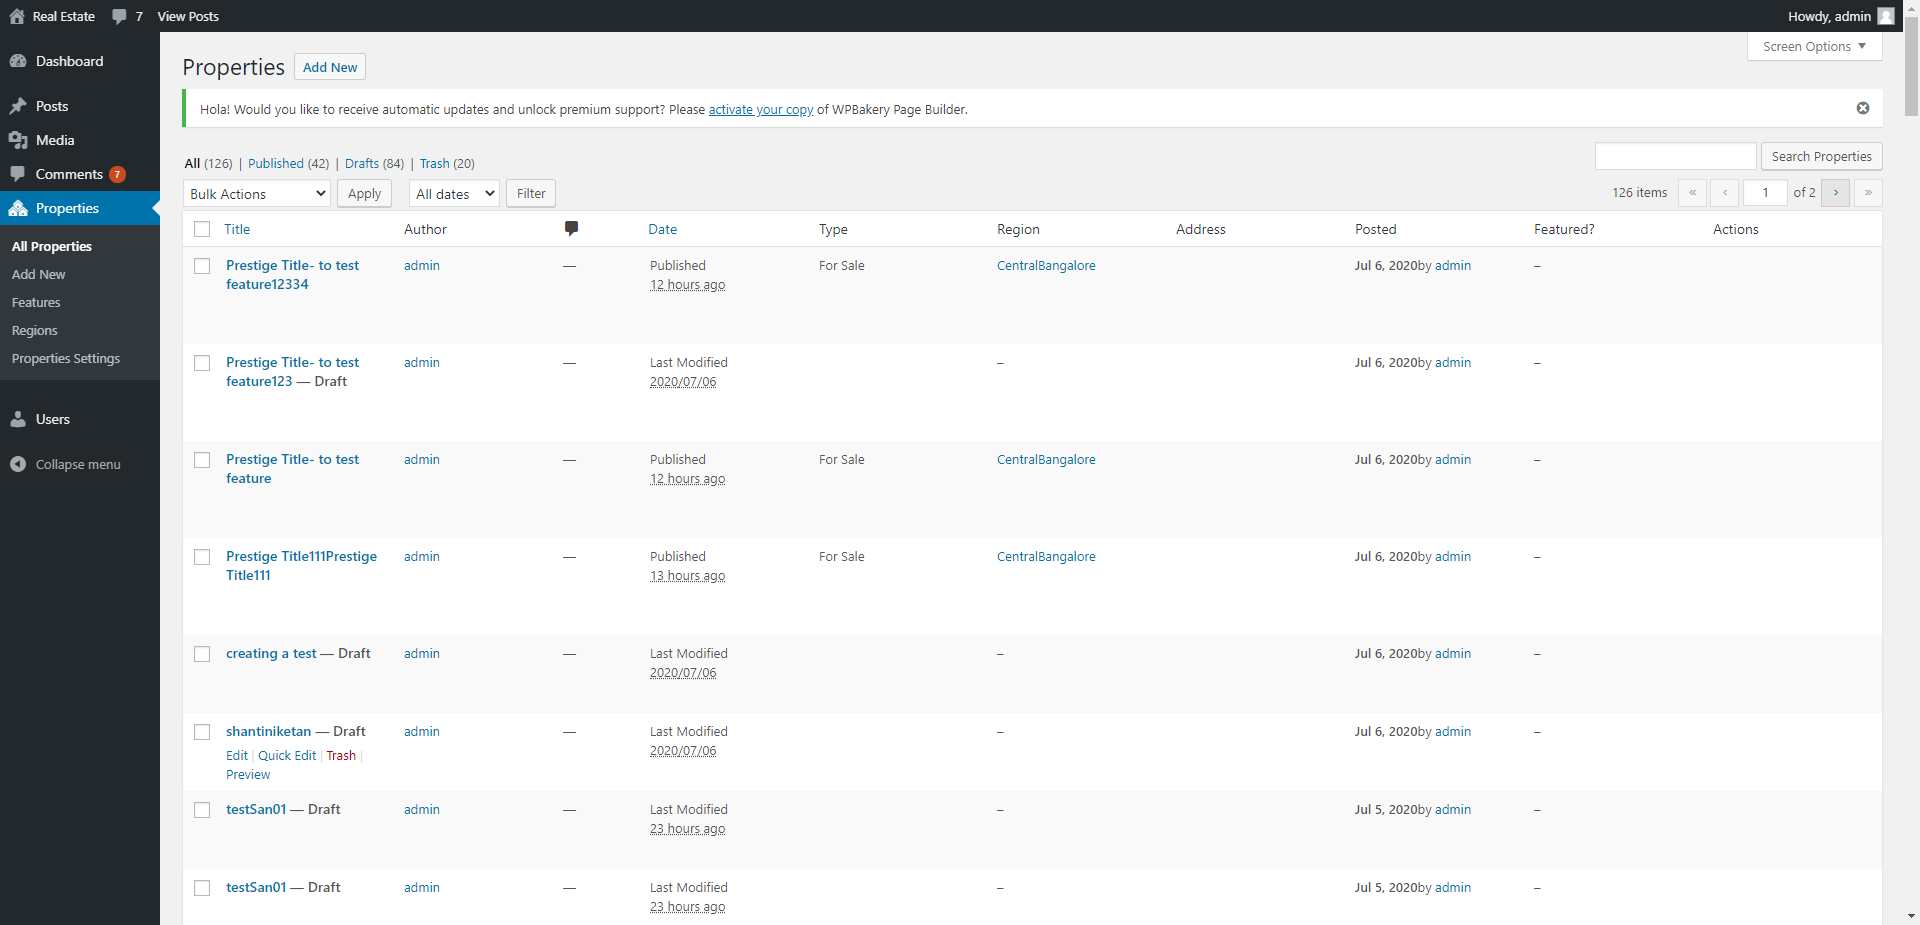 Real Estate 7 View Posts Howdy, admin
Dashboard
Posts
Media
Comments 7
Properties
All Properties
Add New
Features
Regions
Properties Settings
Users
Collapse menu
Screen Options
Properties Add New
Hola! Would you like to receive automatic updates and unlock premium support? Please activate your copy of WPBakery Page Builder.
All (126) | Published (42) | Drafts (84) | Trash (20)
Search Properties
Bulk Actions Apply All dates Filter 126 items « ‹ 1 of 2 › »
Title Author Date Type Region Address Posted Featured? Actions
Prestige Title- to test admin — Published For Sale CentralBangalore Jul 6, 2020by admin –
feature12334 12 hours ago
Prestige Title- to test admin — Last Modified – Jul 6, 2020by admin –
feature123 — Draft 2020/07/06
Prestige Title- to test admin — Published For Sale CentralBangalore Jul 6, 2020by admin –
feature 12 hours ago
Prestige Title111Prestige admin — Published For Sale CentralBangalore Jul 6, 2020by admin –
Title111 13 hours ago
creating a test — Draft admin — Last Modified – Jul 6, 2020by admin –
2020/07/06
shantiniketan — Draft admin — Last Modified – Jul 6, 2020by admin –
2020/07/06
Edit | Quick Edit | Trash |
Preview
testSan01 — Draft admin — Last Modified – Jul 5, 2020by admin –
23 hours ago
testSan01 — Draft admin — Last Modified – Jul 5, 2020by admin –
23 hours ago